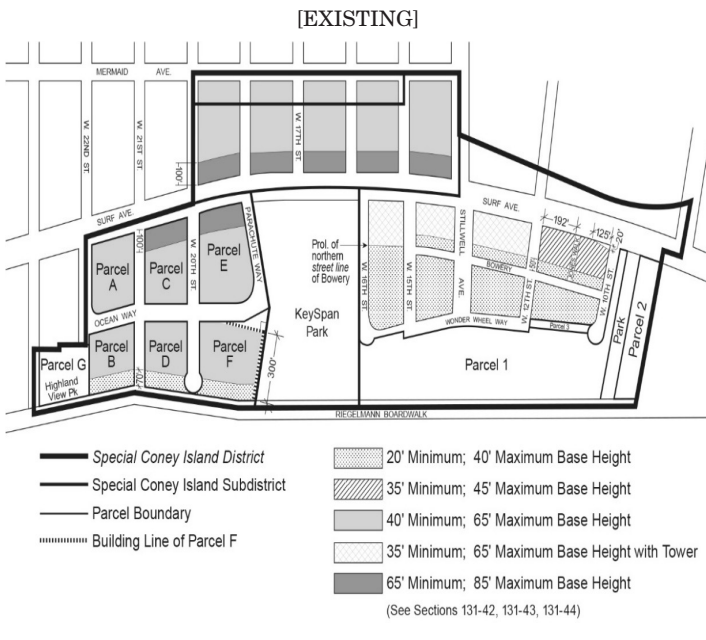 [EXISTING]
MERMAID AVE.
W. 22ND ST.
W. 21ST ST.
W. 17TH ST.
100'
SURF AVE.
SURF AVE.
192'
125'
20'
100'
W. 20TH ST.
PARACHUTE WAY
Parcel
A
Parcel
C
Parcel
E
Prol. of
northern
street line
of Bowery
W. 16TH ST.
W. 15TH ST.
STILLWELL
AVE.
BOWERY
W. 12TH ST.
W. 10TH ST.
OCEAN WAY
KeySpan
Park
WONDER WHEEL WAY
Parcel 3
Park
Parcel 2
Parcel G
Highland
View Pk
Parcel
B
Parcel
D
Parcel
F
70'
300'
Parcel 1
RIEGELMANN BOARDWALK
Special Coney Island District
Special Coney Island Subdistrict
Parcel Boundary
Building Line of Parcel F
20' Minimum; 40' Maximum Base Height
35' Minimum; 45' Maximum Base Height
40' Minimum; 65' Maximum Base Height
35' Minimum; 65' Maximum Base Height with Tower
65' Minimum; 85' Maximum Base Height
(See Sections 131-42, 131-43, 131-44)